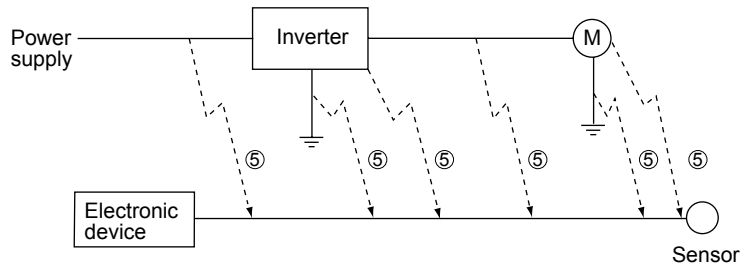 Power
supply
Inverter
M
⑤ ⑤ ⑤ ⑤ ⑤ ⑤
Electronic
device
Sensor